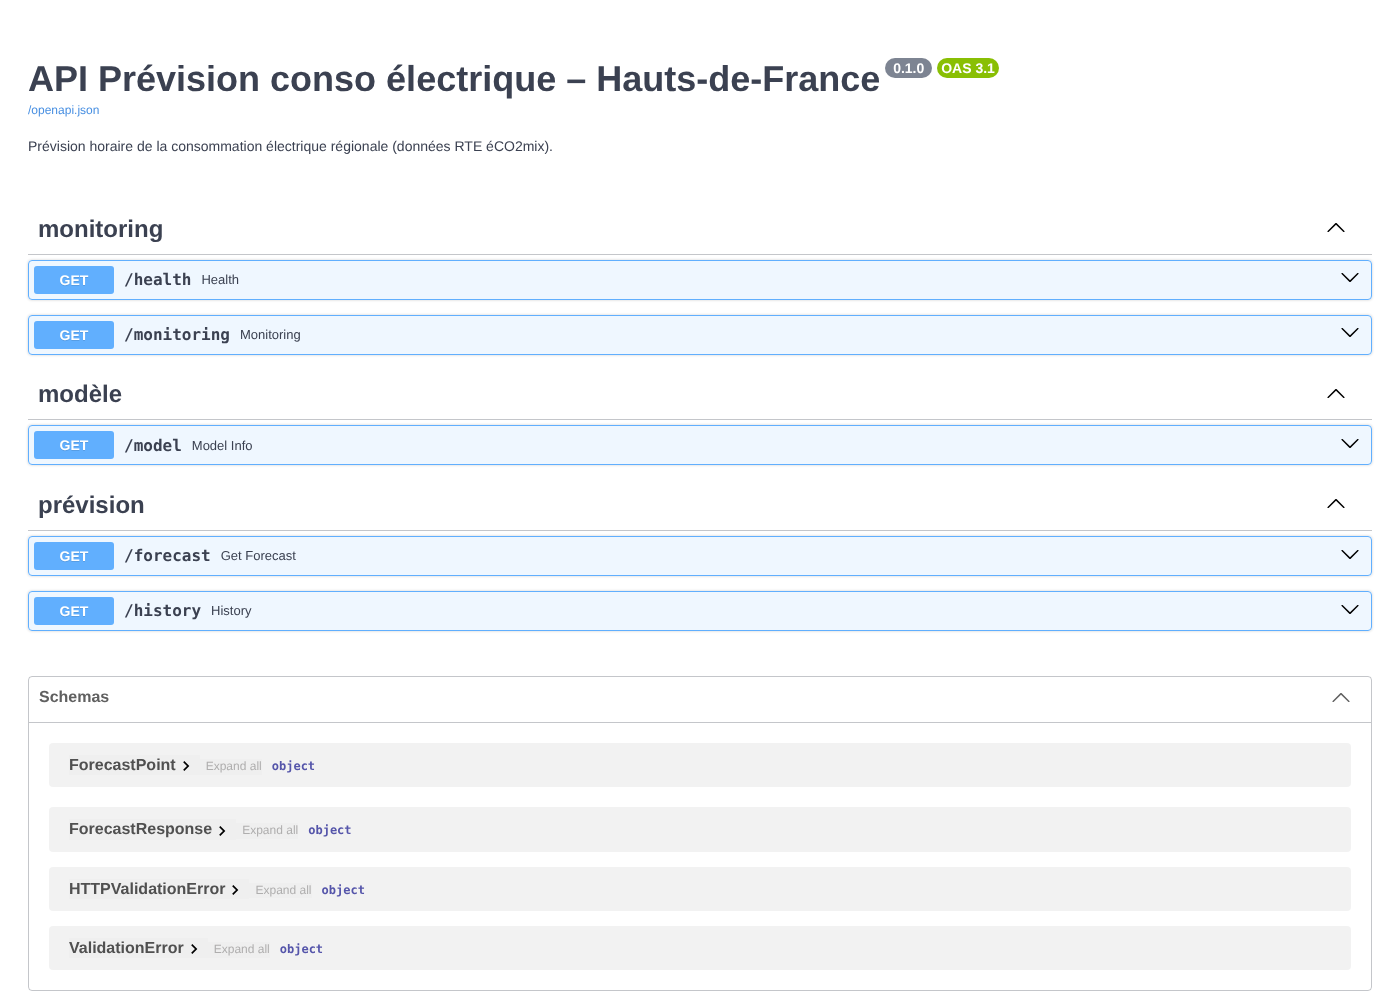 API Prévision conso électrique – Hauts-de-France 0.1.0 OAS 3.1
/openapi.json
Prévision horaire de la consommation électrique régionale (données RTE éCO2mix).
monitoring
GET /health Health
GET /monitoring Monitoring
modèle
GET /model Model Info
prévision
GET /forecast Get Forecast
GET /history History
Schemas
ForecastPoint Expand all object
ForecastResponse Expand all object
HTTPValidationError Expand all object
ValidationError Expand all object